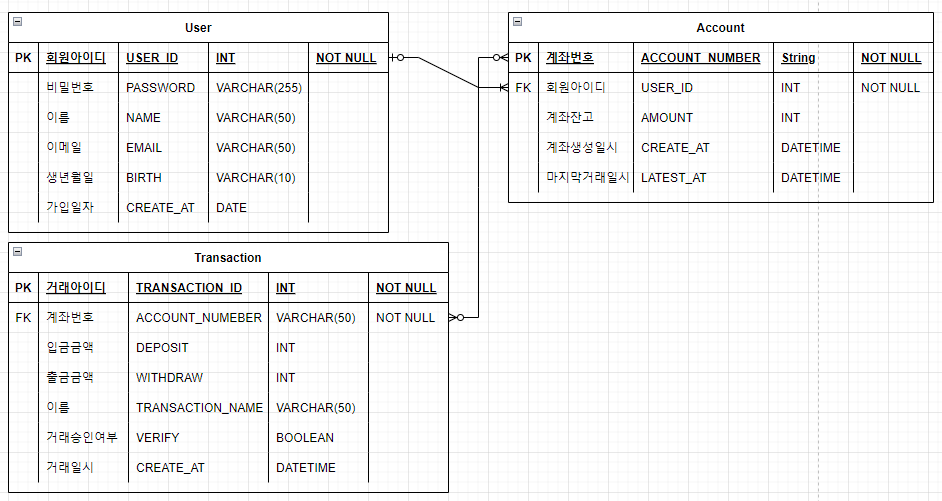 User
PK 회원아이디 USER_ID INT NOT NULL
비밀번호 PASSWORD VARCHAR(255)
이름 NAME VARCHAR(50)
이메일 EMAIL VARCHAR(50)
생년월일 BIRTH VARCHAR(10)
가입일자 CREATE_AT DATE
Account
PK 계좌번호 ACCOUNT_NUMBER String NOT NULL
FK 회원아이디 USER_ID INT NOT NULL
계좌잔고 AMOUNT INT
계좌생성일시 CREATE_AT DATETIME
마지막거래일시 LATEST_AT DATETIME
Transaction
PK 거래아이디 TRANSACTION_ID INT NOT NULL
FK 계좌번호 ACCOUNT_NUMEBER VARCHAR(50) NOT NULL
입금금액 DEPOSIT INT
출금금액 WITHDRAW INT
이름 TRANSACTION_NAME VARCHAR(50)
거래승인여부 VERIFY BOOLEAN
거래일시 CREATE_AT DATETIME